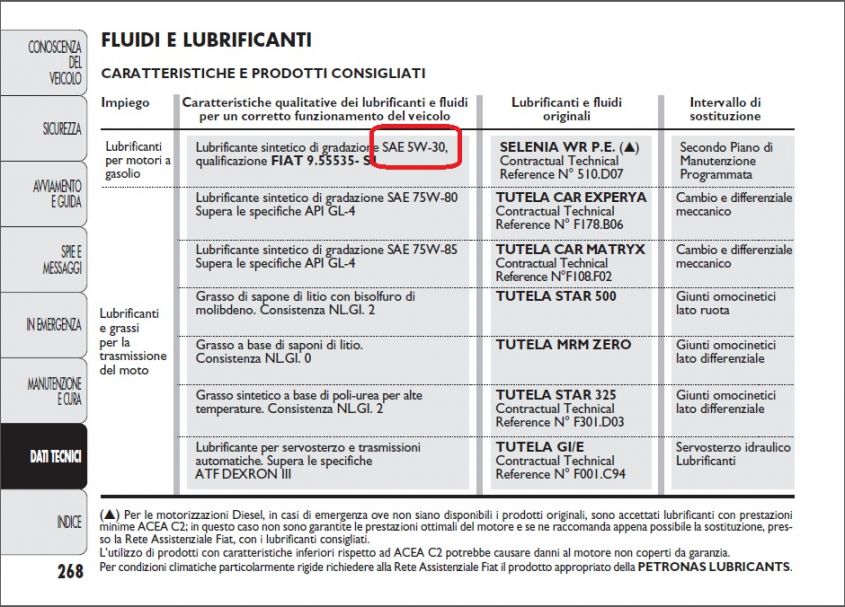 CONOSCENZA
DEL
VEICOLO
SICUREZZA
AVVIAMENTO
E GUIDA
SPIE E
MESSAGGI
IN EMERGENZA
MANUTENZIONE
E CURA
DATI TECNICI
INDICE
268
FLUIDI E LUBRIFICANTI
CARATTERISTICHE E PRODOTTI CONSIGLIATI
Impiego
Caratteristiche qualitative dei lubrificanti e fluidi
per un corretto funzionamento del veicolo
Lubrificanti e fluidi
originali
Intervallo di
sostituzione
Lubrificanti
per motori a
gasolio
Lubrificante sintetico di gradazione SAE 5W-30,
qualificazione FIAT 9.55535- S1
SELENIA WR P.E. (▲)
Contractual Technical
Reference N° 510.D07
Secondo Piano di
Manutenzione
Programmata
Lubrificanti
e grassi
per la
trasmissione
del moto
Lubrificante sintetico di gradazione SAE 75W-80
Supera le specifiche API GL-4
TUTELA CAR EXPERYA
Contractual Technical
Reference N° F178.B06
Cambio e differenziale
meccanico
Lubrificante sintetico di gradazione SAE 75W-85
Supera le specifiche API GL-4
TUTELA CAR MATRYX
Contractual Technical
Reference N°F108.F02
Cambio e differenziale
meccanico
Grasso di sapone di litio con bisolfuro di
molibdeno. Consistenza NL.GI. 2
TUTELA STAR 500
Giunti omocinetici
lato ruota
Grasso a base di saponi di litio.
Consistenza NL.GI. 0
TUTELA MRM ZERO
Giunti omocinetici
lato differenziale
Grasso sintetico a base di poli-urea per alte
temperature. Consistenza NL.GI. 2
TUTELA STAR 325
Contractual Technical
Reference N° F301.D03
Giunti omocinetici
lato differenziale
Lubrificante per servosterzo e trasmissioni
automatiche. Supera le specifiche
ATF DEXRON III
TUTELA GI/E
Contractual Technical
Reference N° F001.C94
Servosterzo idraulico
Lubrificanti
(▲) Per le motorizzazioni Diesel, in casi di emergenza ove non siano disponibili i prodotti originali, sono accettati lubrificanti con prestazioni
minime ACEA C2; in questo caso non sono garantite le prestazioni ottimali del motore e se ne raccomanda appena possibile la sostituzione, pres-
so la Rete Assistenziale Fiat, con i lubrificanti consigliati.
L'utilizzo di prodotti con caratteristiche inferiori rispetto ad ACEA C2 potrebbe causare danni al motore non coperti da garanzia.
Per condizioni climatiche particolarmente rigide richiedere alla Rete Assistenziale Fiat il prodotto appropriato della PETRONAS LUBRICANTS.